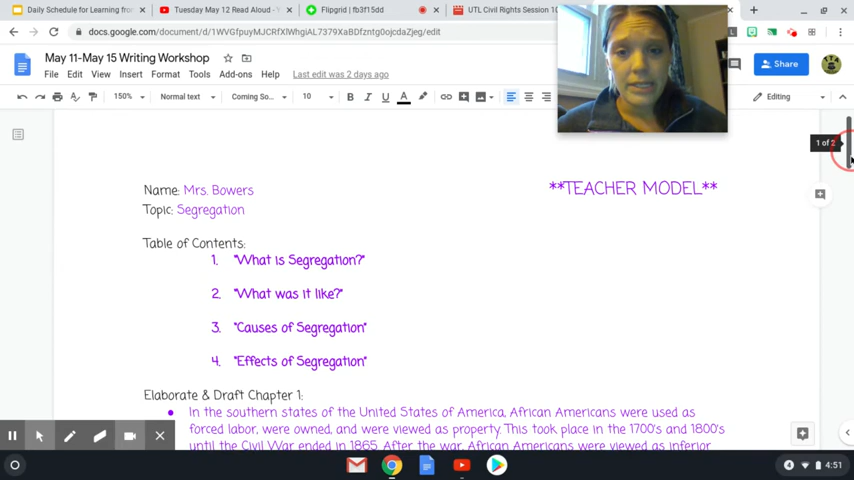 Daily Schedule for Learning from
Tuesday May 12 Read Aloud - Y
Flipgrid | fb3f15dd
UTL Civil Rights Session 10
docs.google.com/document/d/1WVGfpuyMJCRfXIWhgiAL7379XaBDfzntg0ojcdaZjeg/edit
May 11-May 15 Writing Workshop
File Edit View Insert Format Tools Add-ons Help Last edit was 2 days ago
Share
150% Normal text Coming So... 10 B I U A Editing
1 of 2
Name: Mrs. Bowers **TEACHER MODEL**
Topic: Segregation
Table of Contents:
1. "What is Segregation?"
2. "What was it like?"
3. "Causes of Segregation"
4. "Effects of Segregation"
Elaborate & Draft Chapter 1:
● In the southern states of the United States of America, African Americans were used as
forced labor, were owned, and were viewed as property. This took place in the 1700's and 1800's
until the Civil War ended in 1865. After the war, African Americans were viewed as inferior
4 4:51